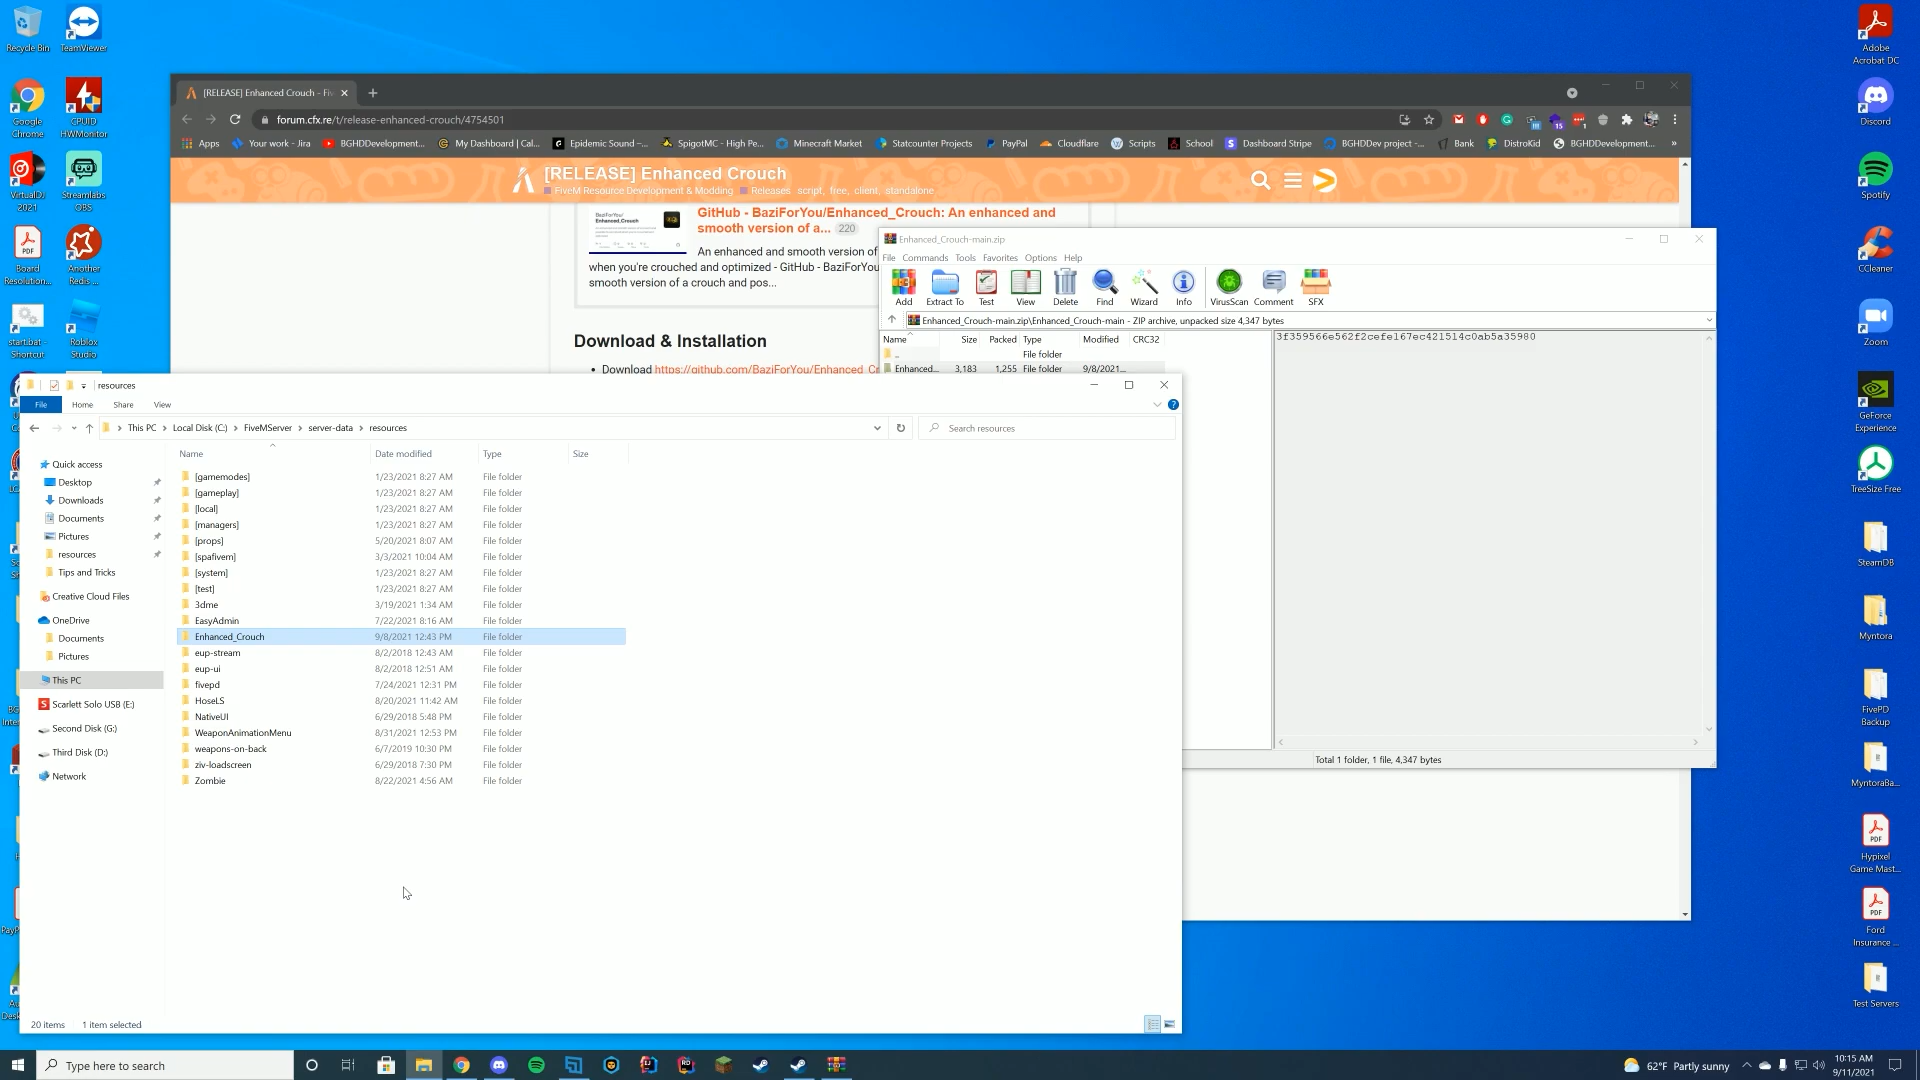 Recycle Bin
TeamViewer
Google Chrome
CPUID HWMonitor
VirtualDJ 2021
Streamlabs OBS
Board Resolution...
Another Redis ...
start.bat - Shortcut
Roblox Studio
[RELEASE] Enhanced Crouch - Fiv
forum.cfx.re/t/release-enhanced-crouch/4754501
Apps
Your work - Jira
BGHDDevelopment...
My Dashboard | Cal...
Epidemic Sound –...
SpigotMC - High Pe...
Minecraft Market
Statcounter Projects
PayPal
Cloudflare
Scripts
School
Dashboard Stripe
BGHDDev project -...
Bank
DistroKid
BGHDDevelopment...
[RELEASE] Enhanced Crouch
FiveM Resource Development & Modding Releases script, free, client, standalone
GitHub - BaziForYou/Enhanced_Crouch: An enhanced and
smooth version of a... 220
An enhanced and smooth version of
when you're crouched and optimized - GitHub - BaziForYou
smooth version of a crouch and pos...
Download & Installation
• Download https://github.com/BaziForYou/Enhanced_Cr
Enhanced_Crouch-main.zip
File Commands Tools Favorites Options Help
Add Extract To Test View Delete Find Wizard Info VirusScan Comment SFX
Enhanced_Crouch-main.zip\Enhanced_Crouch-main - ZIP archive, unpacked size 4,347 bytes
Name Size Packed Type Modified CRC32
.. File folder
Enhanced... 3,183 1,255 File folder 9/8/2021...
3f359566e562f2cefe167ec421514c0ab5a35980
Total 1 folder, 1 file, 4,347 bytes
resources
File Home Share View
This PC > Local Disk (C:) > FiveMServer > server-data > resources
Search resources
Name Date modified Type Size
Quick access
Desktop
Downloads
Documents
Pictures
resources
Tips and Tricks
Creative Cloud Files
OneDrive
Documents
Pictures
This PC
Scarlett Solo USB (E:)
Second Disk (G:)
Third Disk (D:)
Network
[gamemodes] 1/23/2021 8:27 AM File folder
[gameplay] 1/23/2021 8:27 AM File folder
[local] 1/23/2021 8:27 AM File folder
[managers] 1/23/2021 8:27 AM File folder
[props] 5/20/2021 8:07 AM File folder
[spafivem] 3/3/2021 10:04 AM File folder
[system] 1/23/2021 8:27 AM File folder
[test] 1/23/2021 8:27 AM File folder
3dme 3/19/2021 1:34 AM File folder
EasyAdmin 7/22/2021 8:16 AM File folder
Enhanced_Crouch 9/8/2021 12:43 PM File folder
eup-stream 8/2/2018 12:43 AM File folder
eup-ui 8/2/2018 12:51 AM File folder
fivepd 7/24/2021 12:31 PM File folder
HoseLS 8/20/2021 11:42 AM File folder
NativeUI 6/29/2018 5:48 PM File folder
WeaponAnimationMenu 8/31/2021 12:53 PM File folder
weapons-on-back 6/7/2019 10:30 PM File folder
ziv-loadscreen 6/29/2018 7:30 PM File folder
Zombie 8/22/2021 4:56 AM File folder
20 items 1 item selected
Adobe Acrobat DC
Discord
Spotify
CCleaner
Zoom
GeForce Experience
TreeSize Free
SteamDB
Myntora
FivePD Backup
MyntoraBa...
Hypixel Game Mast...
Ford Insurance ...
Test Servers
Type here to search
62°F Partly sunny
10:15 AM
9/11/2021